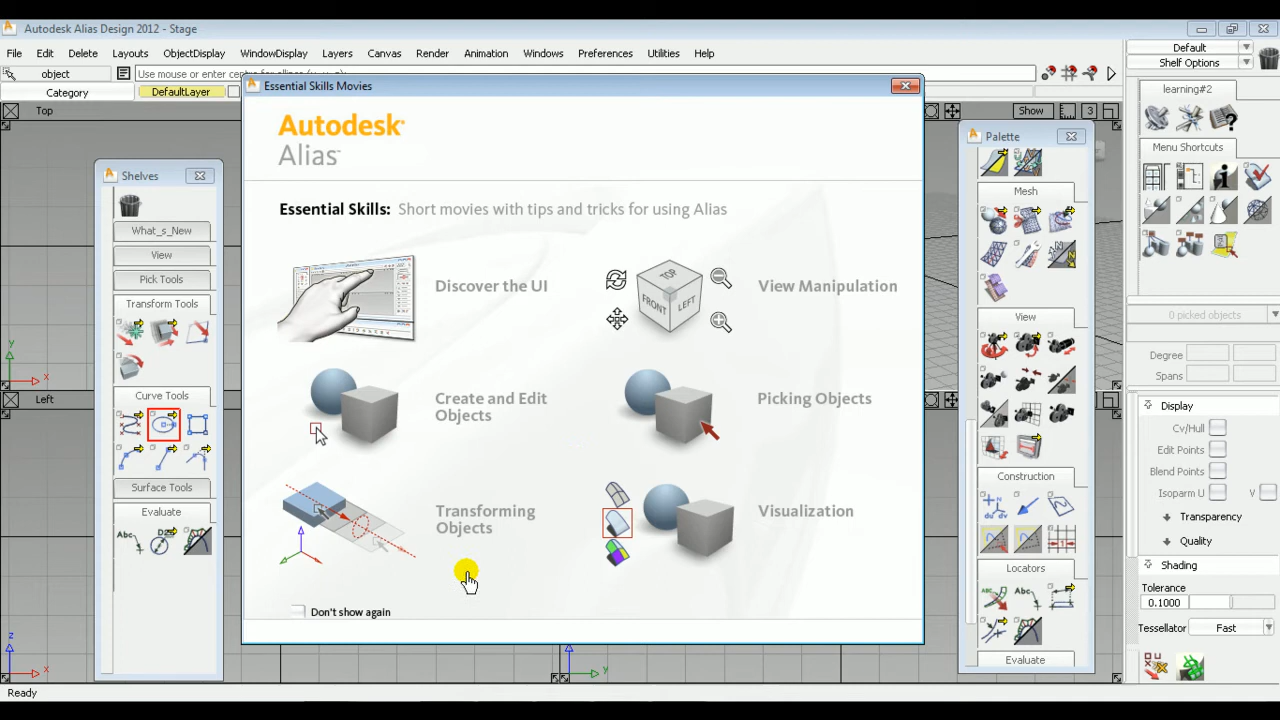 Autodesk Alias Design 2012 - Stage
File Edit Delete Layouts ObjectDisplay WindowDisplay Layers Canvas Render Animation Windows Preferences Utilities Help
object
Category DefaultLayer
Top
Left
Show
3
Default
Shelf Options
learning#2
Menu Shortcuts
0 picked objects
Degree
Spans
Display
Cv/Hull
Edit Points
Blend Points
Isoparm U V
Transparency
Quality
Shading
Tolerance
0.1000
Tessellator Fast
Shelves
What_s_New
View
Pick Tools
Transform Tools
Curve Tools
Surface Tools
Evaluate
Essential Skills Movies
Autodesk
Alias
Essential Skills: Short movies with tips and tricks for using Alias
Discover the UI
TOP
FRONT LEFT
View Manipulation
Create and Edit
Objects
Picking Objects
Transforming
Objects
Visualization
Don't show again
Palette
Mesh
View
Construction
Locators
Evaluate
y
x
z
x
y
Ready